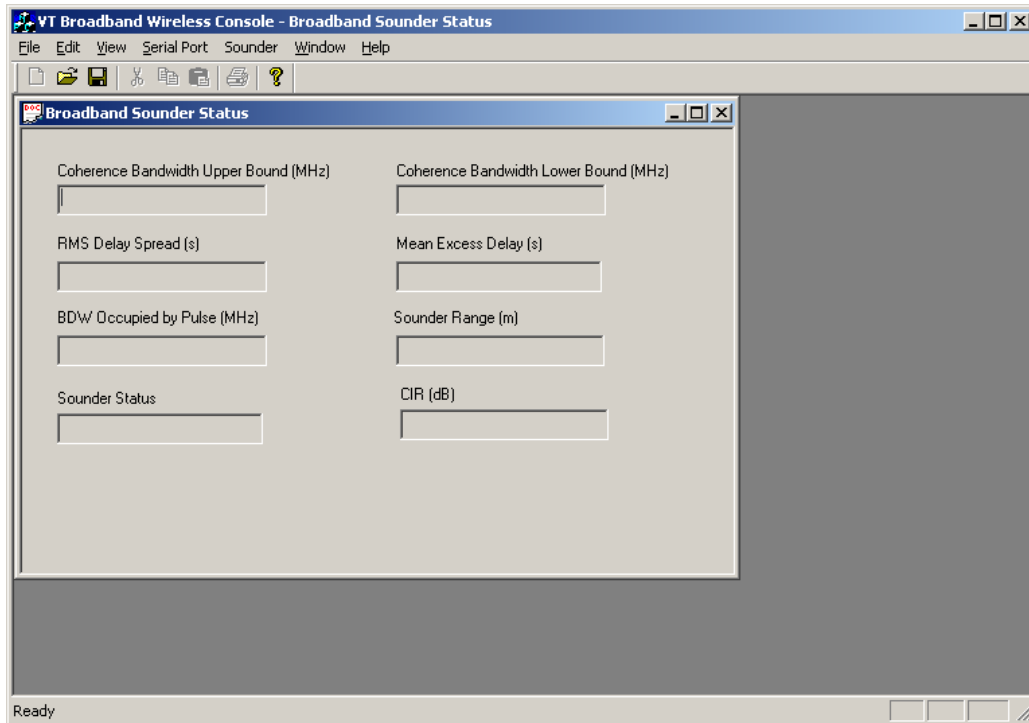 VT Broadband Wireless Console - Broadband Sounder Status
File Edit View Serial Port Sounder Window Help
Broadband Sounder Status
Coherence Bandwidth Upper Bound (MHz) Coherence Bandwidth Lower Bound (MHz)
RMS Delay Spread (s) Mean Excess Delay (s)
BDW Occupied by Pulse (MHz) Sounder Range (m)
Sounder Status CIR (dB)
Ready